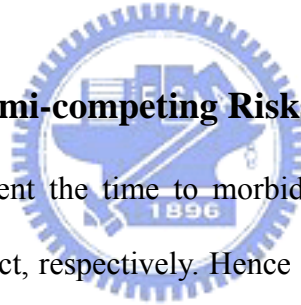 mi-competing Risk
ent the time to morbid
1896
ct, respectively. Hence